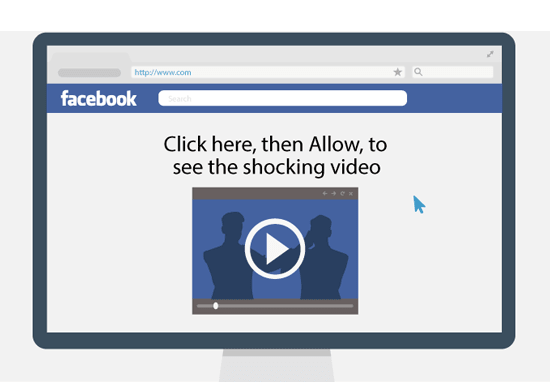 http://www.com
facebook
Search
Click here, then Allow, to
see the shocking video